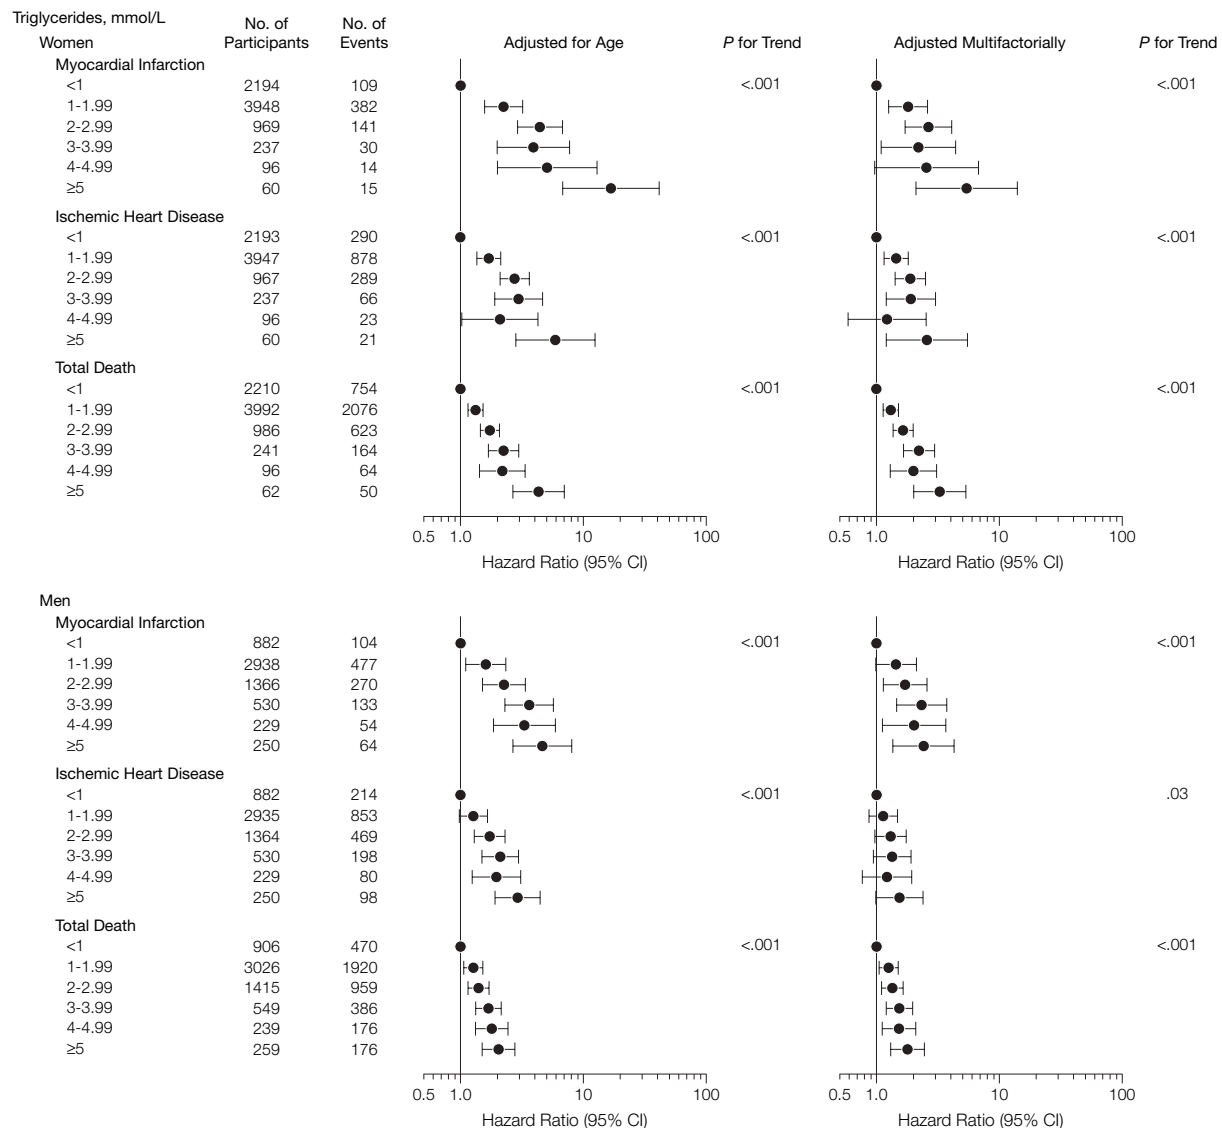 Triglycerides, mmol/L No. of No. of
Women Participants Events Adjusted for Age P for Trend Adjusted Multifactorially P for Trend
Myocardial Infarction
<1 2194 109 <.001 <.001
1-1.99 3948 382
2-2.99 969 141
3-3.99 237 30
4-4.99 96 14
≥5 60 15
Ischemic Heart Disease
<1 2193 290 <.001 <.001
1-1.99 3947 878
2-2.99 967 289
3-3.99 237 66
4-4.99 96 23
≥5 60 21
Total Death
<1 2210 754 <.001 <.001
1-1.99 3992 2076
2-2.99 986 623
3-3.99 241 164
4-4.99 96 64
≥5 62 50
0.5 1.0 10 100 0.5 1.0 10 100
Hazard Ratio (95% CI) Hazard Ratio (95% CI)
Men
Myocardial Infarction
<1 882 104 <.001 <.001
1-1.99 2938 477
2-2.99 1366 270
3-3.99 530 133
4-4.99 229 54
≥5 250 64
Ischemic Heart Disease
<1 882 214 <.001 .03
1-1.99 2935 853
2-2.99 1364 469
3-3.99 530 198
4-4.99 229 80
≥5 250 98
Total Death
<1 906 470 <.001 <.001
1-1.99 3026 1920
2-2.99 1415 959
3-3.99 549 386
4-4.99 239 176
≥5 259 176
0.5 1.0 10 100 0.5 1.0 10 100
Hazard Ratio (95% CI) Hazard Ratio (95% CI)